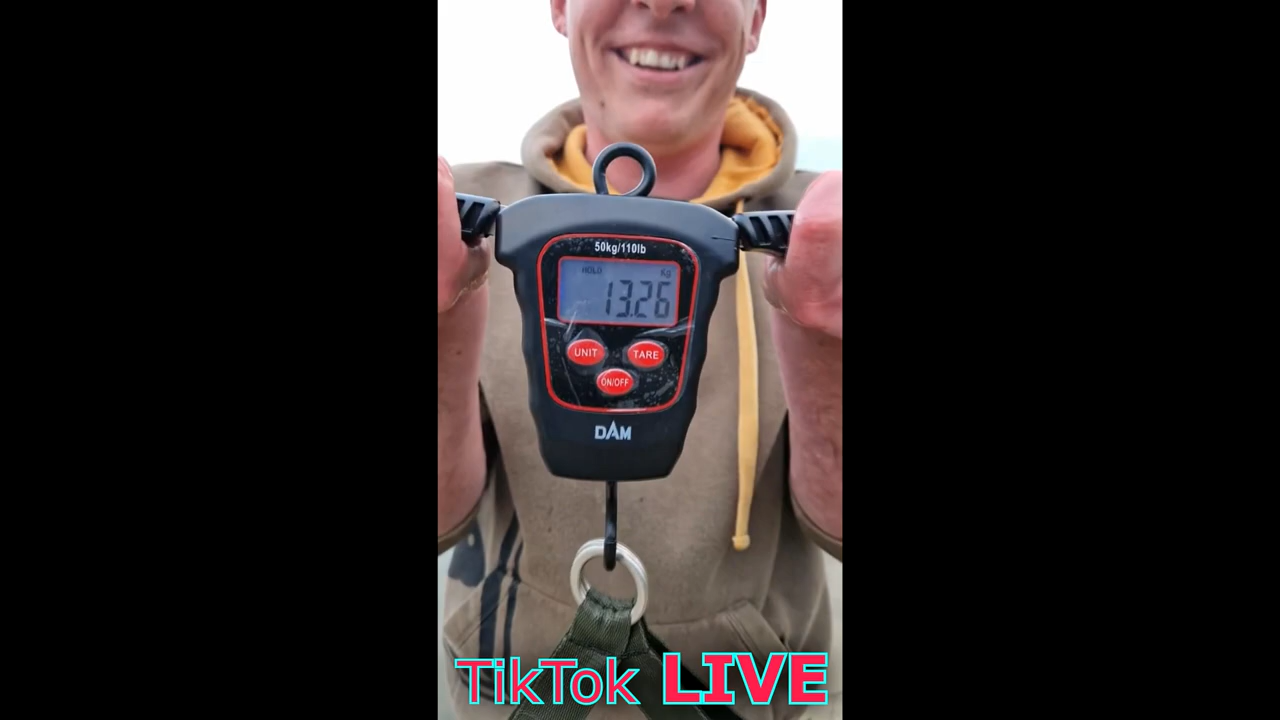 50kg/110lb
HOLD Kg
13.26
UNIT TARE
ON/OFF
DAM
TikTok LIVE